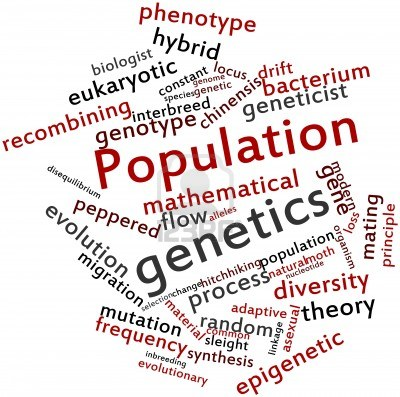 phenotype
hybrid
biologist
eukaryotic
constant
locus
drift
genome
bacterium
species
genetic
chinensis
recombining
interbreed
geneticist
genotype
Population
disequilibrium
mathematical
modern
gene
peppered
flow
alleles
loss
mating
principle
evolution
genetics
organism
migration
hitchhiking
population
natural
moth
nucleotide
process
selection
change
diversity
adaptive
theory
material
mutation
random
asexual
common
frequency
sleight
linkage
inbreeding
synthesis
evolutionary
epigenetic